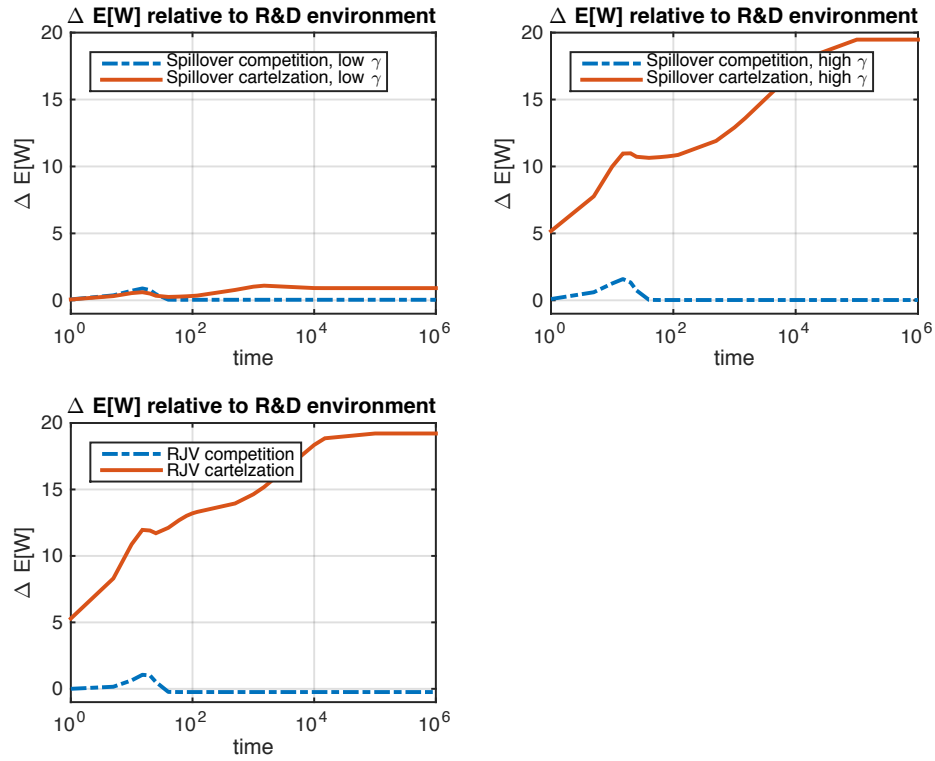 Δ E[W] relative to R&D environment
20
15
10
5
0
Δ E[W]
Spillover competition, low γ
Spillover cartelzation, low γ
10^0
10^2
10^4
10^6
time
Δ E[W] relative to R&D environment
20
15
10
5
0
Δ E[W]
Spillover competition, high γ
Spillover cartelzation, high γ
10^0
10^2
10^4
10^6
time
Δ E[W] relative to R&D environment
20
15
10
5
0
Δ E[W]
RJV competition
RJV cartelzation
10^0
10^2
10^4
10^6
time